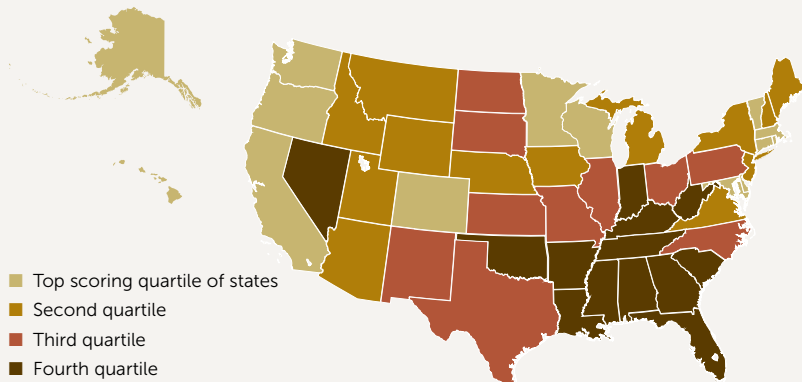 Top scoring quartile of states
Second quartile
Third quartile
Fourth quartile